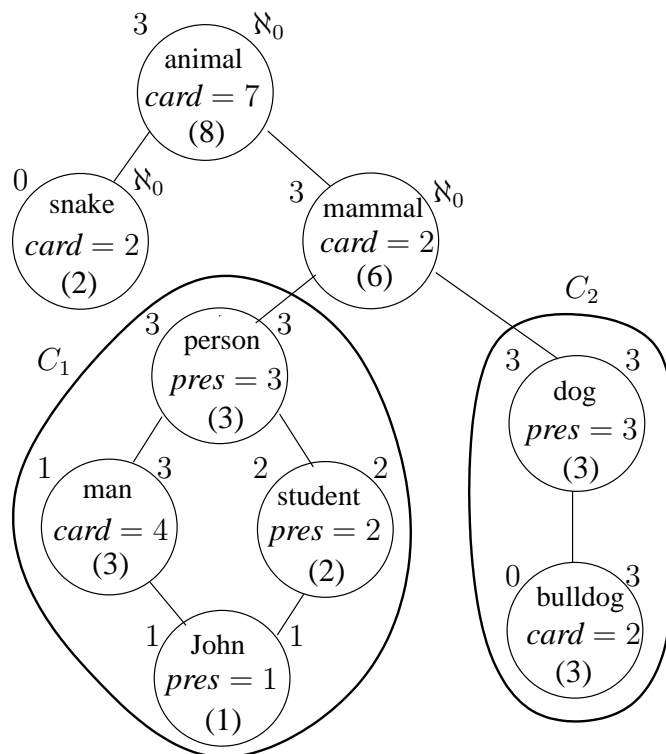 3 ℵ₀
animal
card = 7
(8)
0 ℵ₀
snake
card = 2
(2)
3 ℵ₀
mammal
card = 2
(6)
C₁
3 3
person
pres = 3
(3)
1 3
man
card = 4
(3)
2 2
student
pres = 2
(2)
1 1
John
pres = 1
(1)
C₂
3 3
dog
pres = 3
(3)
0 3
bulldog
card = 2
(3)